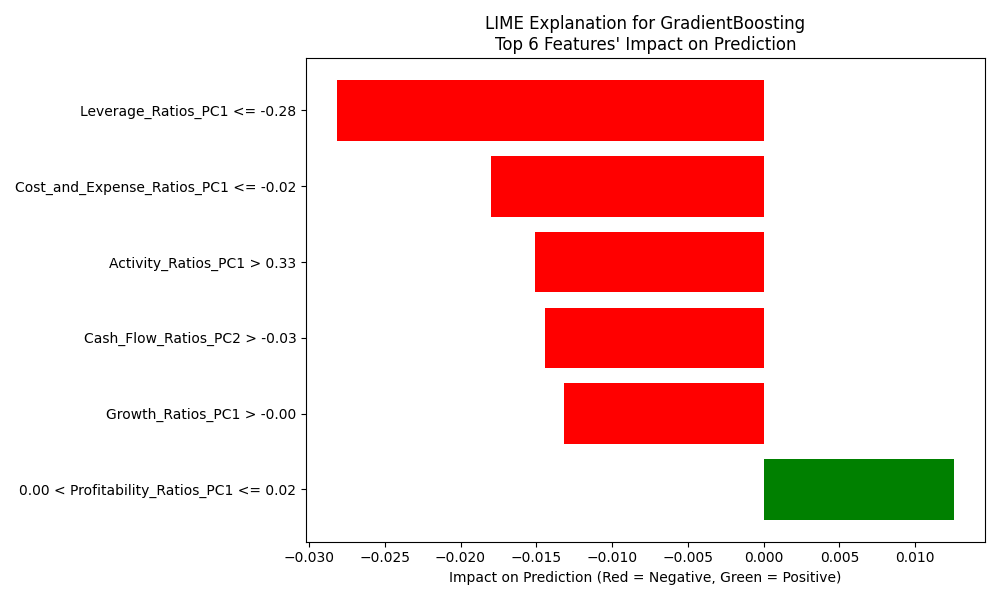 LIME Explanation for GradientBoosting
Top 6 Features' Impact on Prediction
Leverage_Ratios_PC1 <= -0.28
Cost_and_Expense_Ratios_PC1 <= -0.02
Activity_Ratios_PC1 > 0.33
Cash_Flow_Ratios_PC2 > -0.03
Growth_Ratios_PC1 > -0.00
0.00 < Profitability_Ratios_PC1 <= 0.02
−0.030 −0.025 −0.020 −0.015 −0.010 −0.005 0.000 0.005 0.010
Impact on Prediction (Red = Negative, Green = Positive)